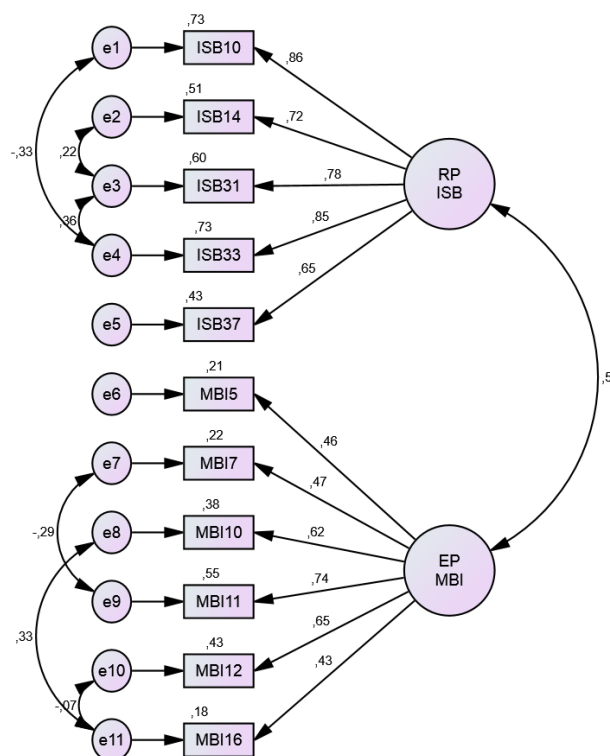 ,73
e1 ISB10
,86
,51
e2 ISB14
,72
-,33
,22
,60
e3 ISB31
,78
RP
ISB
,36
,73
e4 ISB33
,85
,43
e5 ISB37
,65
,5
,21
e6 MBI5
,46
,22
e7 MBI7
,47
-,29
,38
e8 MBI10
,62
EP
MBI
,55
e9 MBI11
,74
,33
,43
e10 MBI12
,65
-,07
,18
e11 MBI16
,43